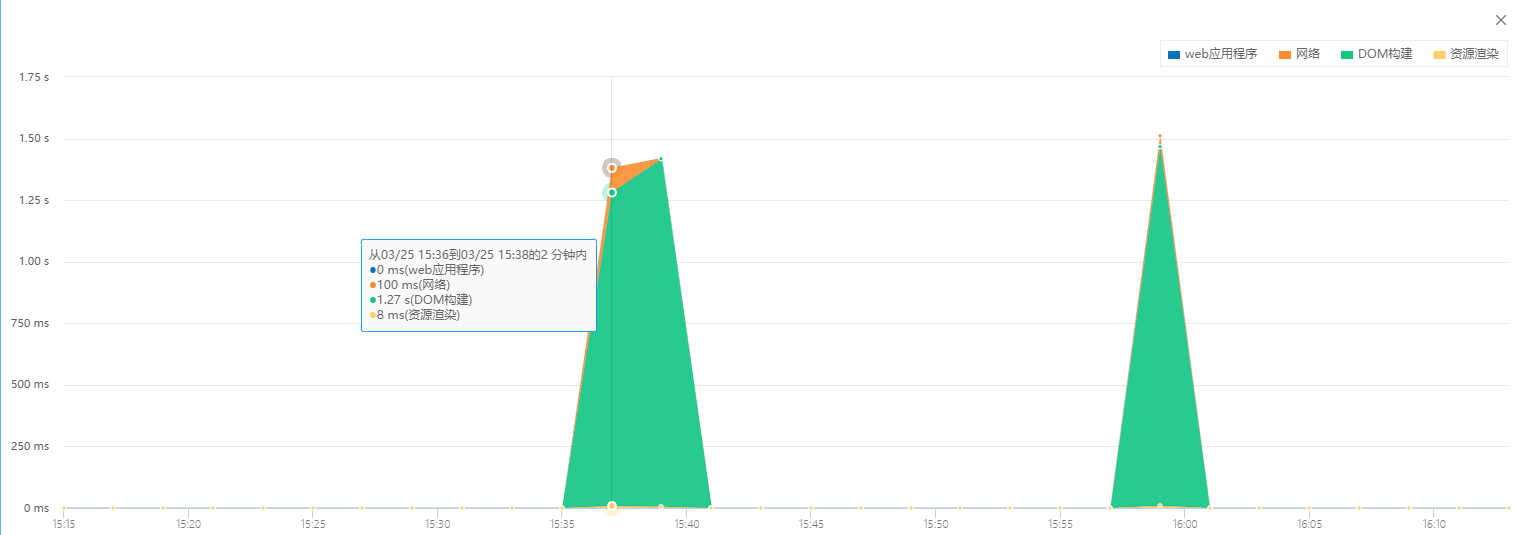 web应用程序 网络 DOM构建 资源渲染
1.75 s
1.50 s
1.25 s
1.00 s
750 ms
500 ms
250 ms
0 ms
从03/25 15:36到03/25 15:38的2 分钟内
0 ms(web应用程序)
100 ms(网络)
1.27 s(DOM构建)
8 ms(资源渲染)
15:15 15:20 15:25 15:30 15:35 15:40 15:45 15:50 15:55 16:00 16:05 16:10